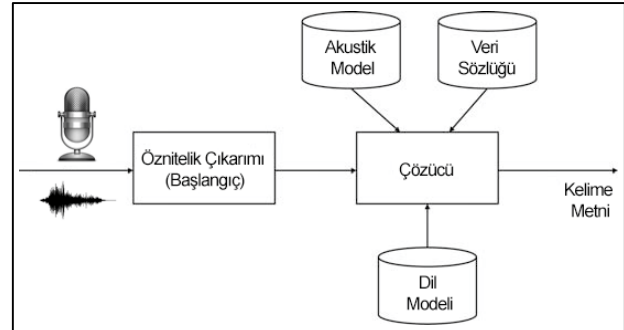 Akustik
Model
Veri
Sözlüğü
Öznitelik Çıkarımı
(Başlangıç)
Çözücü
Kelime
Metni
Dil
Modeli